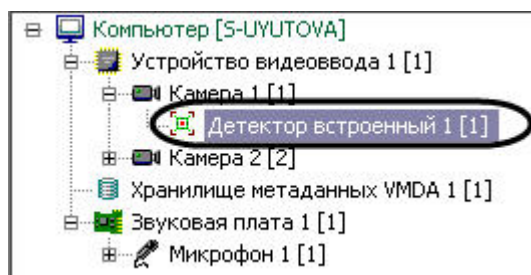 Компьютер [S-UYUTOVA]
Устройство видеоввода 1 [1]
Камера 1 [1]
Детектор встроенный 1 [1]
Камера 2 [2]
Хранилище метаданных VMDA 1 [1]
Звуковая плата 1 [1]
Микрофон 1 [1]